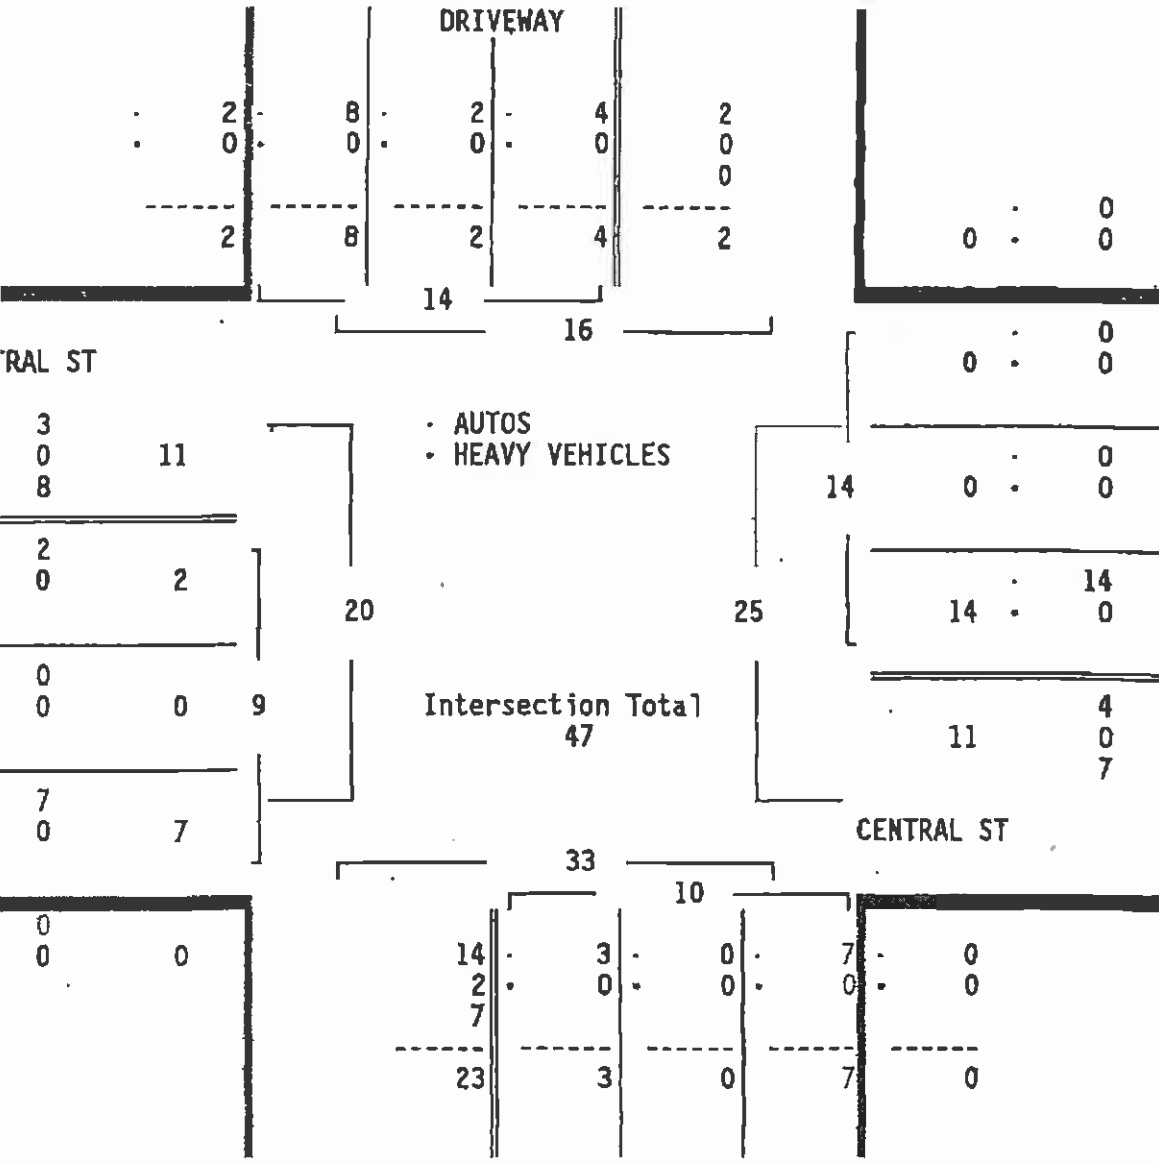 DRIVEWAY
· 2 · 8 · 2 · 4 2
· 0 · 0 · 0 · 0 0
0
-------- -------- -------- -------- --------
· 0
2 8 2 4 2
0 · 0
14
16
· 0
RAL ST
0 · 0
3
· AUTOS
0 11
· HEAVY VEHICLES
· 0
8
14 0 · 0
2
· 14
0 2
20
25
14 · 0
0
0 0 9
Intersection Total
4
47
11 0
7
7
0 7
CENTRAL ST
33
10
0
0 0
14 · 3 · 0 · 7 · 0
2 · 0 · 0 · 0 · 0
7
-------- -------- -------- -------- --------
23 3 0 7 0